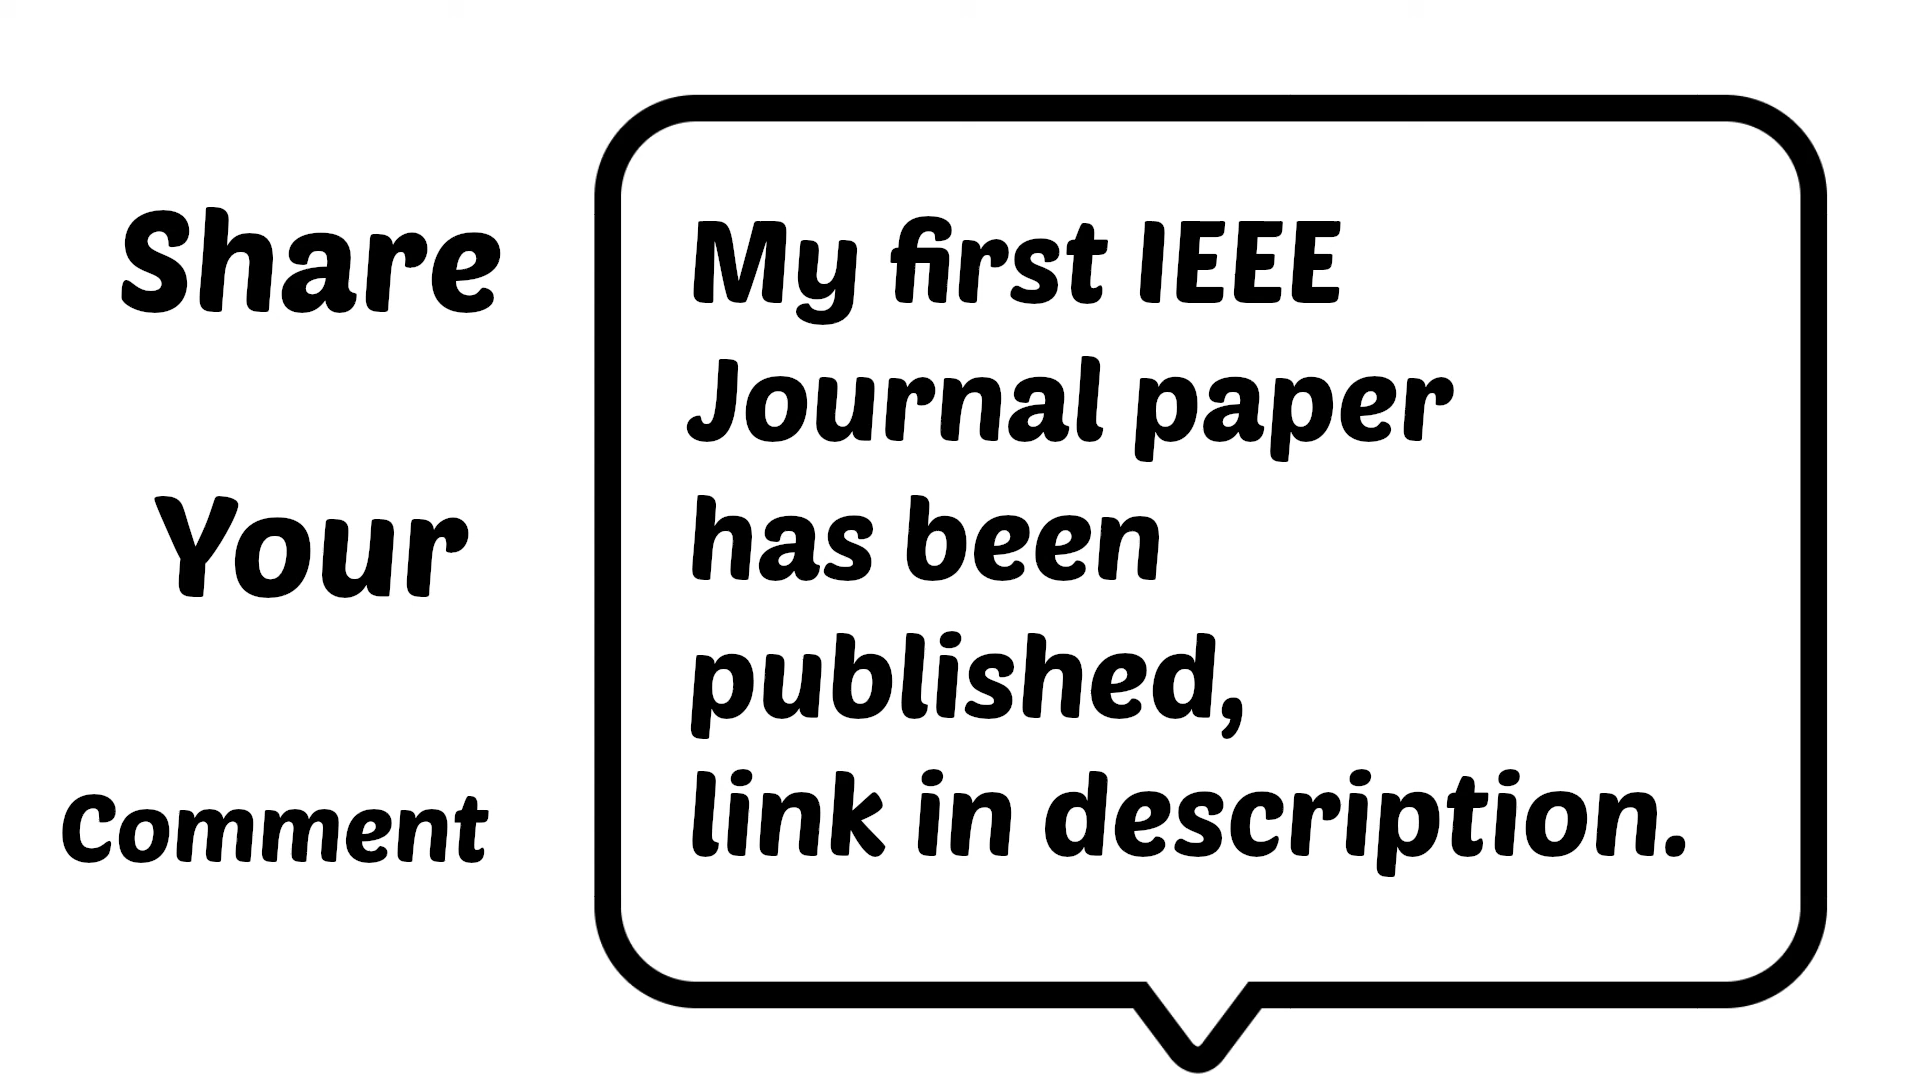 Share
Your
Comment
My first IEEE
Journal paper
has been
published,
link in description.